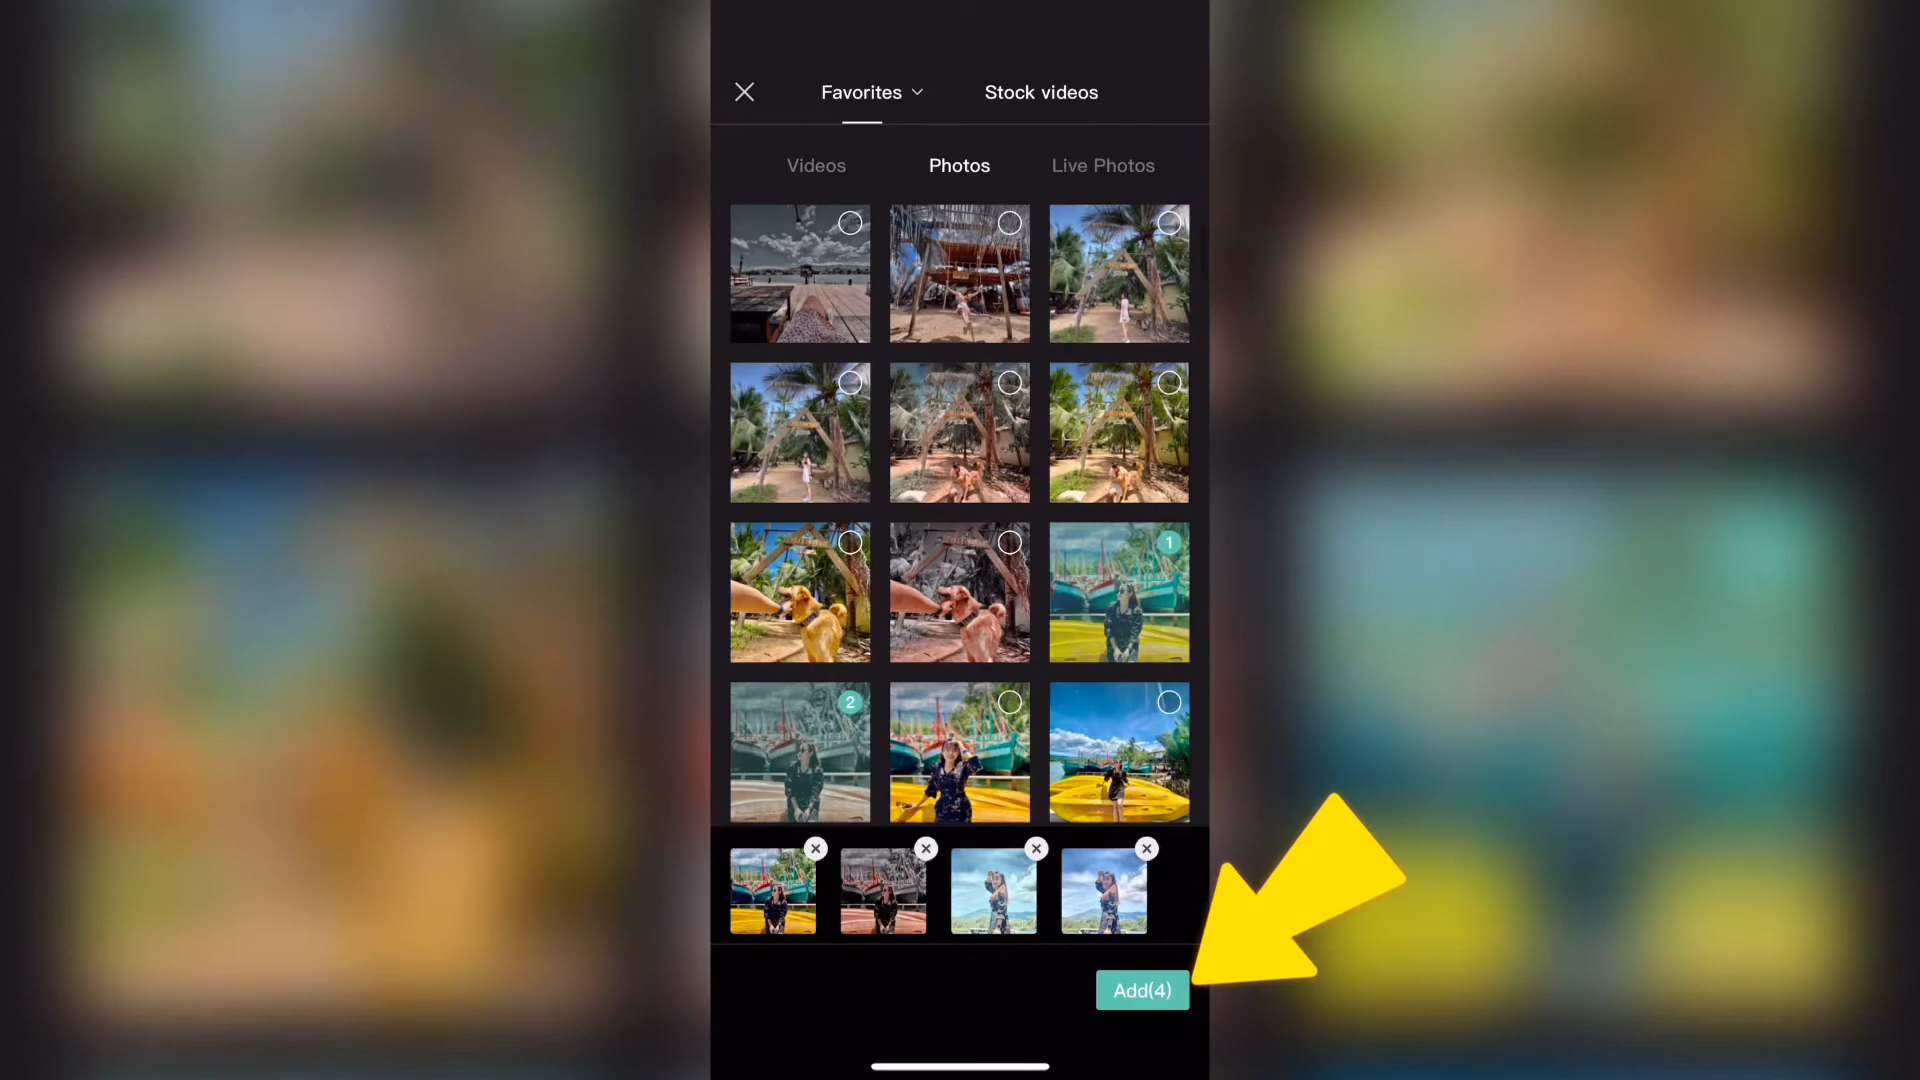 Favorites
Stock videos
Videos
Photos
Live Photos
1
2
Add(4)